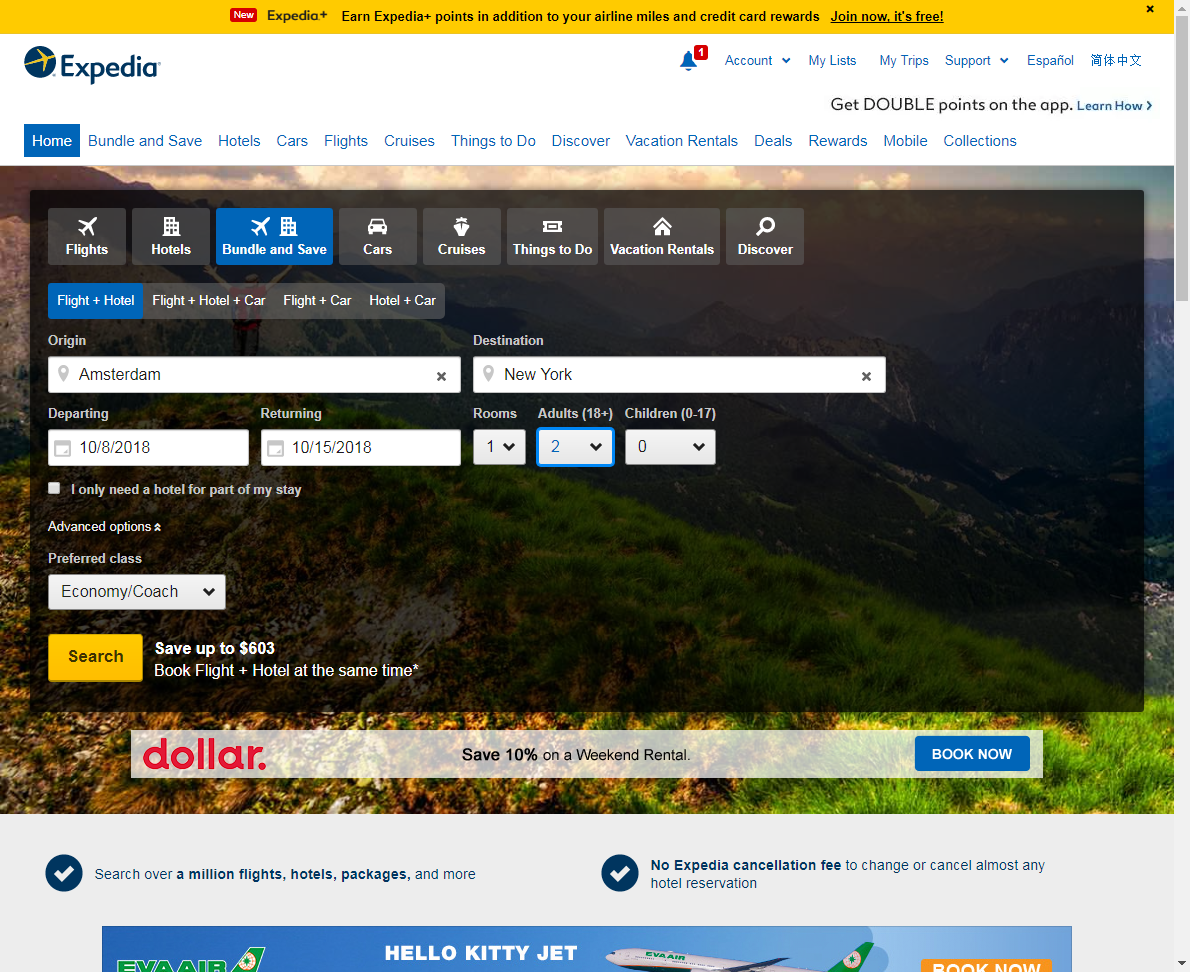 New Expedia+ Earn Expedia+ points in addition to your airline miles and credit card rewards Join now, it's free!
Expedia
1 Account My Lists My Trips Support Español 简体中文
Get DOUBLE points on the app. Learn How
Home Bundle and Save Hotels Cars Flights Cruises Things to Do Discover Vacation Rentals Deals Rewards Mobile Collections
Flights Hotels Bundle and Save Cars Cruises Things to Do Vacation Rentals Discover
Flight + Hotel Flight + Hotel + Car Flight + Car Hotel + Car
Origin Destination
Amsterdam New York
Departing Returning Rooms Adults (18+) Children (0-17)
10/8/2018 10/15/2018 1 2 0
I only need a hotel for part of my stay
Advanced options
Preferred class
Economy/Coach
Search
Save up to $603
Book Flight + Hotel at the same time*
dollar. Save 10% on a Weekend Rental. BOOK NOW
Search over a million flights, hotels, packages, and more
No Expedia cancellation fee to change or cancel almost any
hotel reservation
HELLO KITTY JET
EVA AIR
EVA AIR BOOK NOW